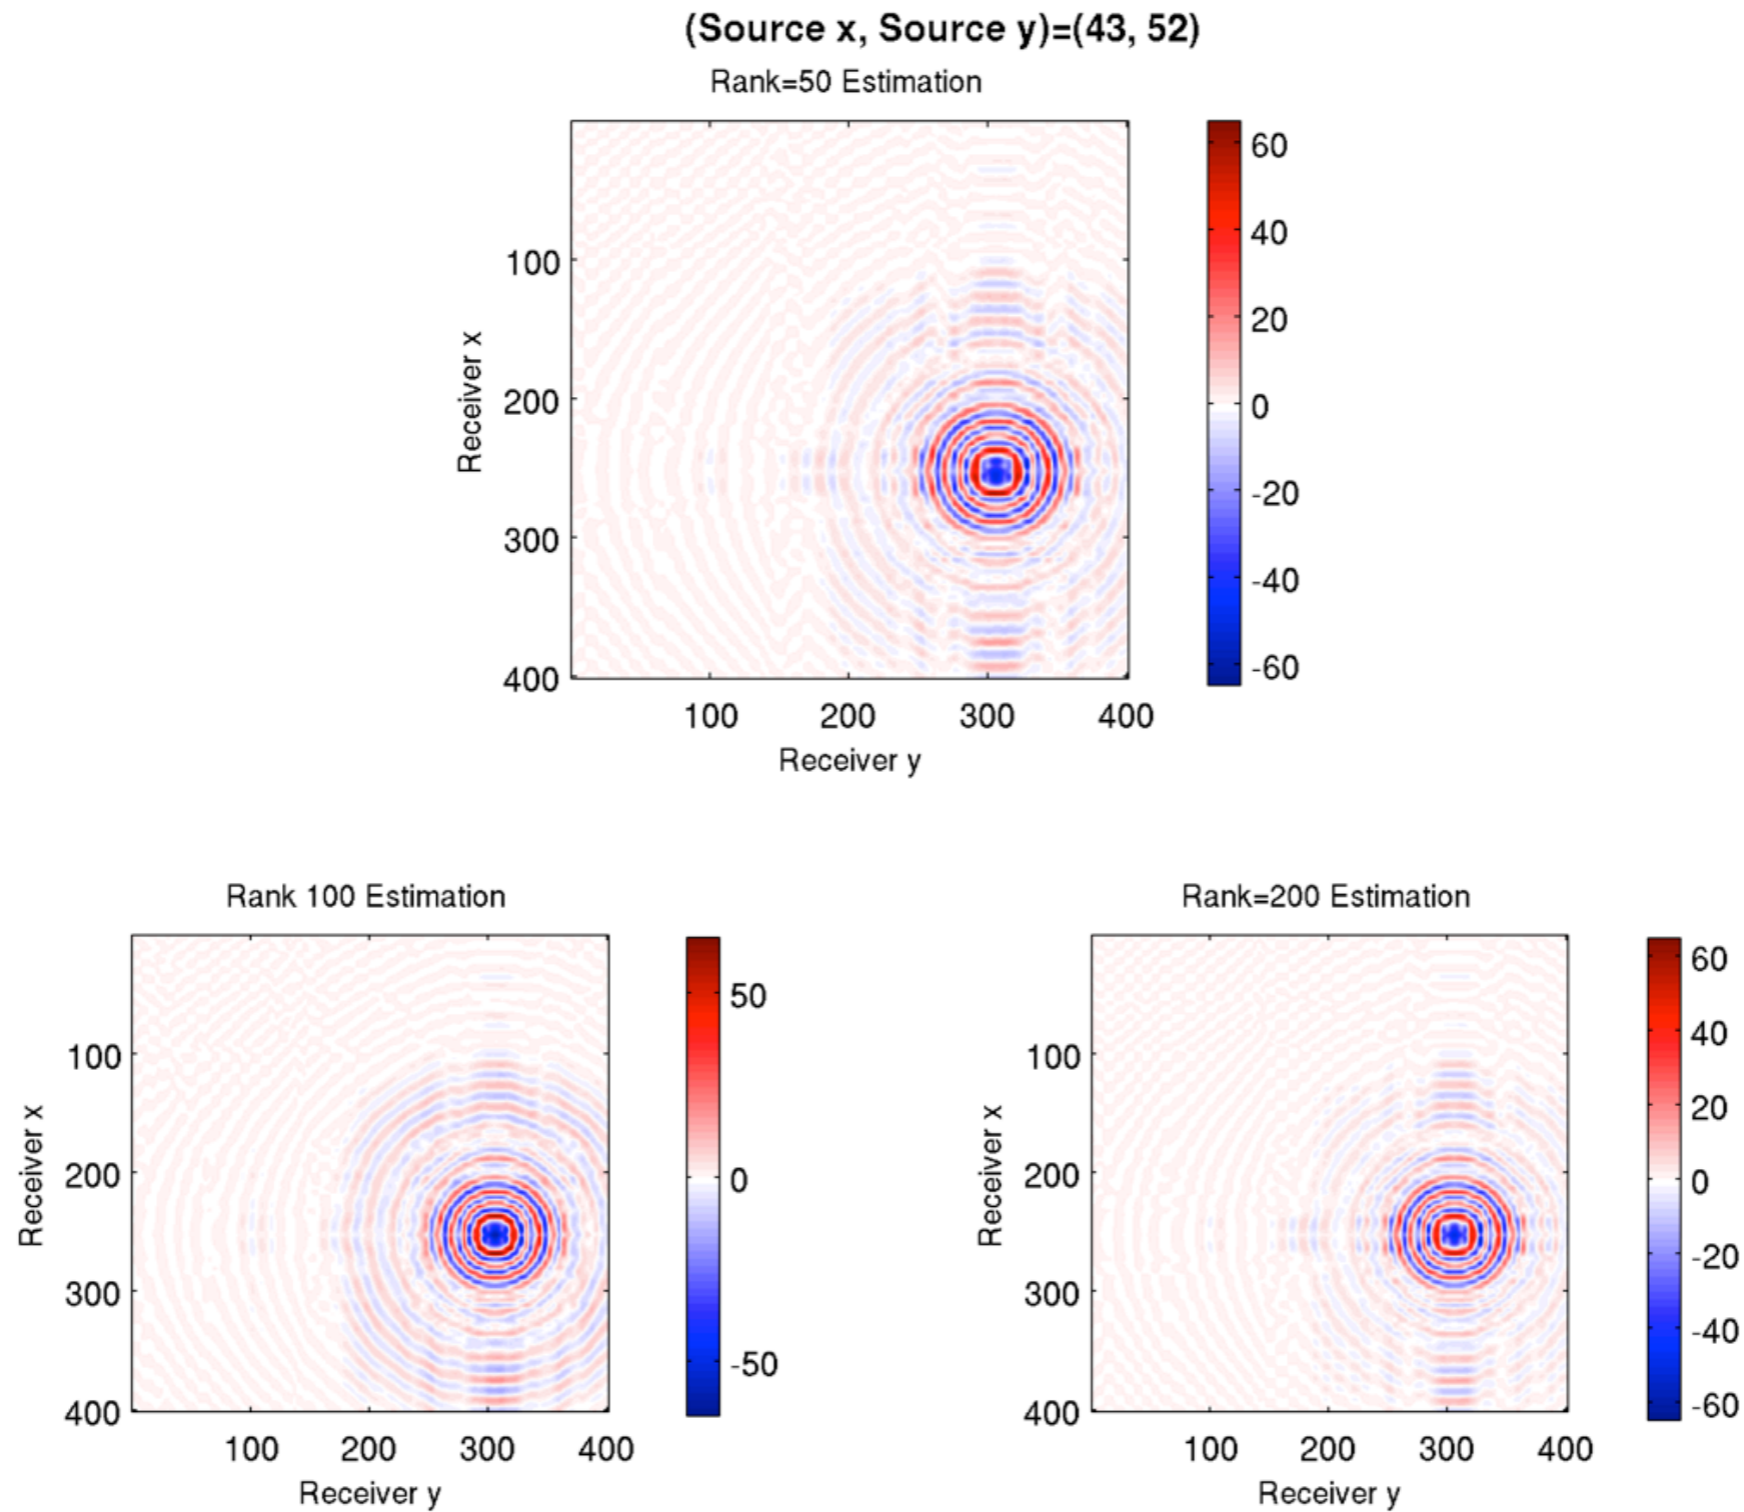 (Source x, Source y)=(43, 52)
Rank=50 Estimation
100
200
300
400
Receiver x
100 200 300 400
Receiver y
60
40
20
0
-20
-40
-60
Rank 100 Estimation
100
200
300
400
Receiver x
100 200 300 400
Receiver y
50
0
-50
Rank=200 Estimation
100
200
300
400
Receiver x
100 200 300 400
Receiver y
60
40
20
0
-20
-40
-60